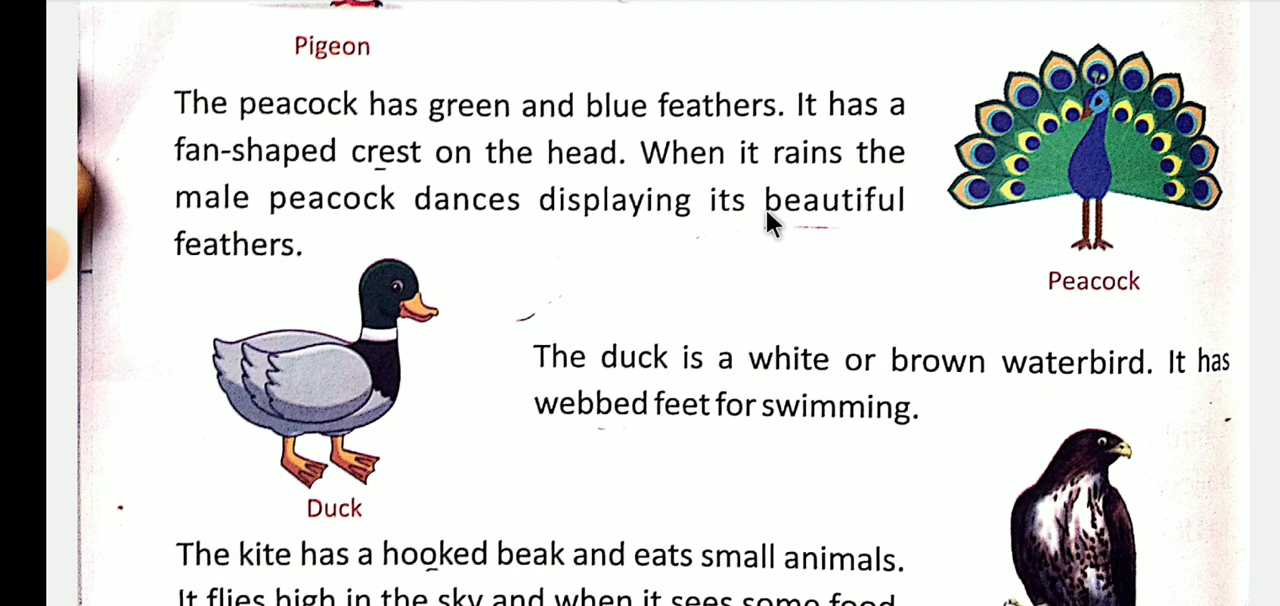 Pigeon
The peacock has green and blue feathers. It has a
fan-shaped crest on the head. When it rains the
male peacock dances displaying its beautiful
feathers.
Peacock
The duck is a white or brown waterbird. It has
webbed feet for swimming.
Duck
The kite has a hooked beak and eats small animals.
It flies high in the sky and when it sees some food